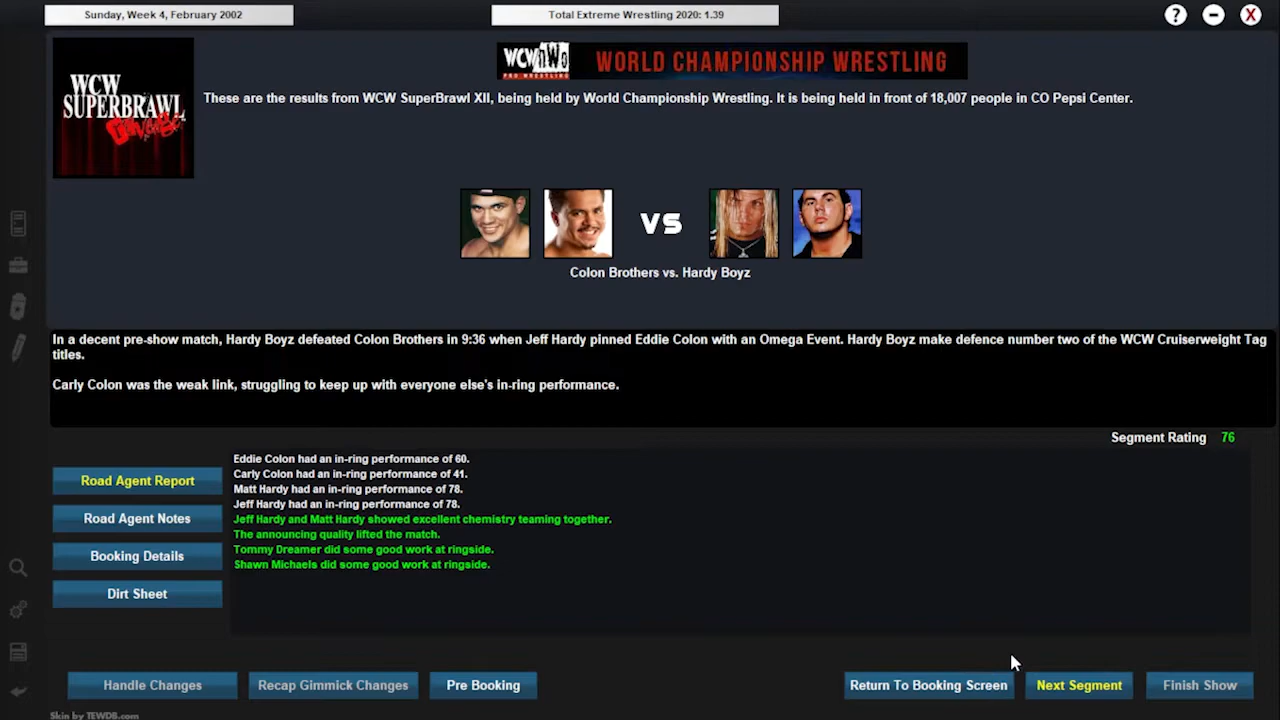 Sunday, Week 4, February 2002
Total Extreme Wrestling 2020: 1.39
?
X
WCW
SUPERBRAWL
Revenge
WCW nWo
PRO WRESTLING
WORLD CHAMPIONSHIP WRESTLING
These are the results from WCW SuperBrawl XII, being held by World Championship Wrestling. It is being held in front of 18,007 people in CO Pepsi Center.
VS
Colon Brothers vs. Hardy Boyz
In a decent pre-show match, Hardy Boyz defeated Colon Brothers in 9:36 when Jeff Hardy pinned Eddie Colon with an Omega Event. Hardy Boyz make defence number two of the WCW Cruiserweight Tag
titles.
Carly Colon was the weak link, struggling to keep up with everyone else's in-ring performance.
Segment Rating 76
Road Agent Report
Road Agent Notes
Booking Details
Dirt Sheet
Eddie Colon had an in-ring performance of 60.
Carly Colon had an in-ring performance of 41.
Matt Hardy had an in-ring performance of 78.
Jeff Hardy had an in-ring performance of 78.
Jeff Hardy and Matt Hardy showed excellent chemistry teaming together.
The announcing quality lifted the match.
Tommy Dreamer did some good work at ringside.
Shawn Michaels did some good work at ringside.
Handle Changes
Recap Gimmick Changes
Pre Booking
Return To Booking Screen
Next Segment
Finish Show
Skin by TEWDB.com